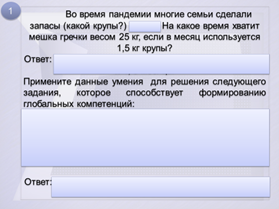 1
Во время пандемии многие семьи сделали
запасы (какой крупы?) На какое время хватит
мешка гречки весом 25 кг, если в месяц используется
1,5 кг крупы?
Ответ:
Примените данные умения для решения следующего
задания, которое способствует формированию
глобальных компетенций:
Ответ: